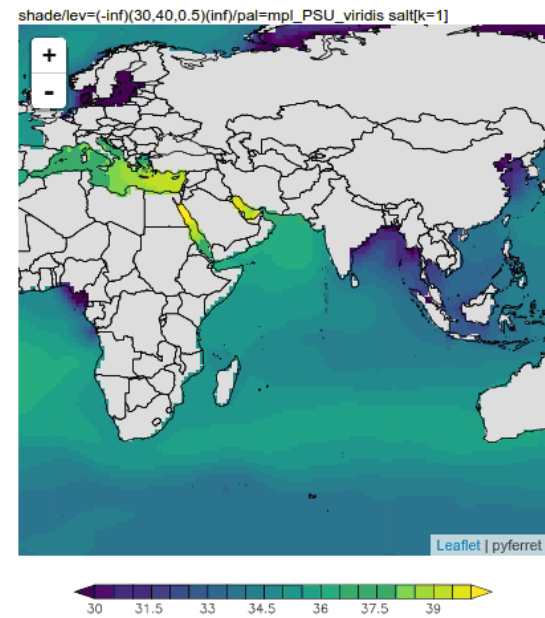 shade/lev=(-inf)(30,40,0.5)(inf)/pal=mpl_PSU_viridis salt[k=1]
+
-
Leaflet | pyferret
30 31.5 33 34.5 36 37.5 39